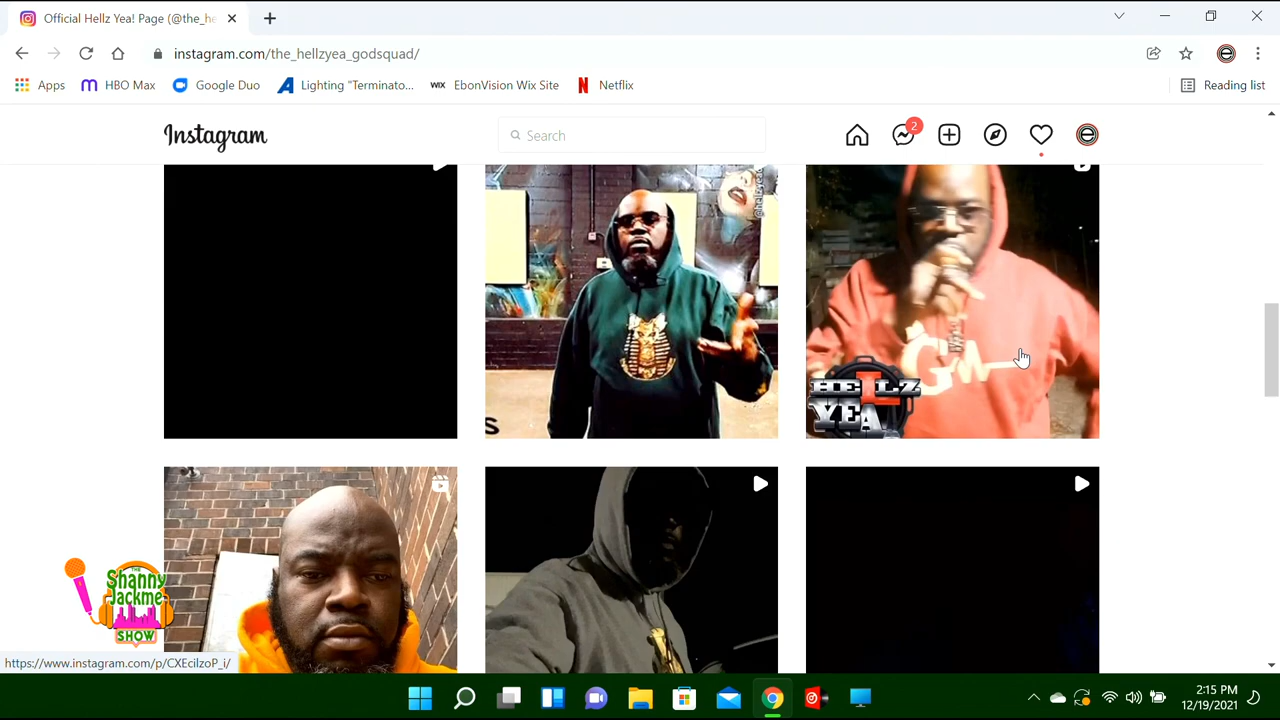 Official Hellz Yea! Page (@the_he
instagram.com/the_hellzyea_godsquad/
Apps
HBO Max
Google Duo
Lighting "Terminato...
WIX
EbonVision Wix Site
Netflix
Reading list
Instagram
Search
2
HELLZ
YEA
THE
Shanny
Jackme
SHOW
https://www.instagram.com/p/CXEcilzoP_i/
2:15 PM
12/19/2021